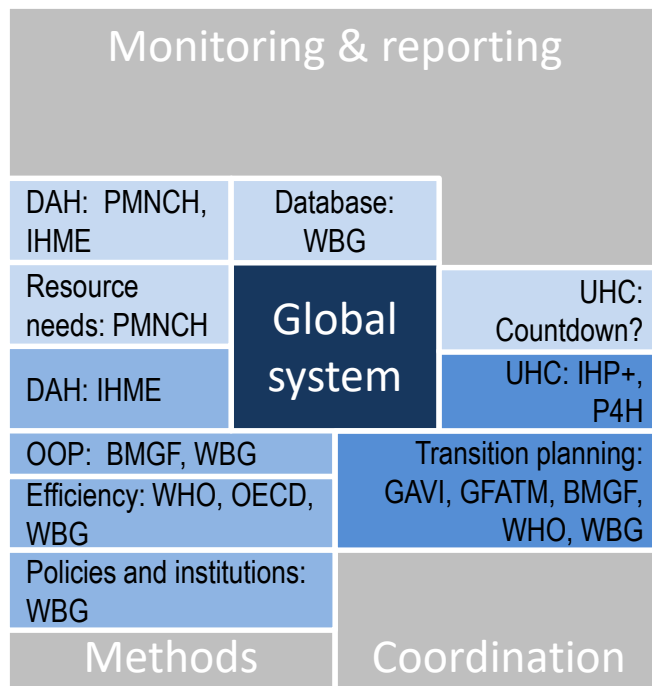 Monitoring & reporting
DAH:  PMNCH,
IHME
Database:
WBG
Resource
needs: PMNCH
Global
system
UHC:
Countdown?
DAH: IHME
UHC: IHP+,
P4H
OOP:  BMGF, WBG
Efficiency: WHO, OECD,
WBG
Policies and institutions:
WBG
Transition planning:
GAVI, GFATM, BMGF,
WHO, WBG
Methods
Coordination